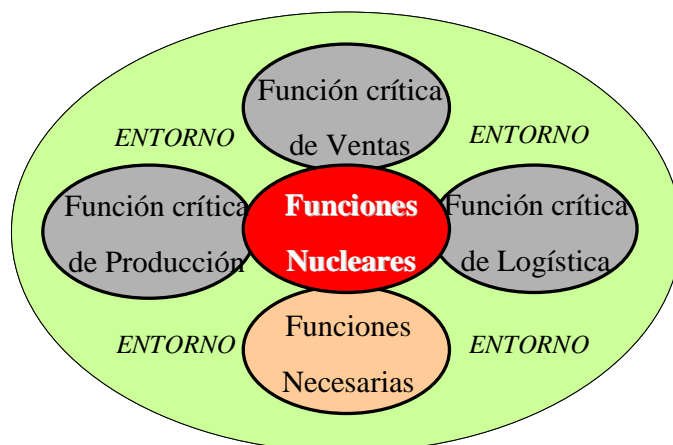 Función crítica
de Ventas
ENTORNO
ENTORNO
Función crítica
de Producción
Funciones
Nucleares
Función crítica
de Logística
ENTORNO
Funciones
Necesarias
ENTORNO